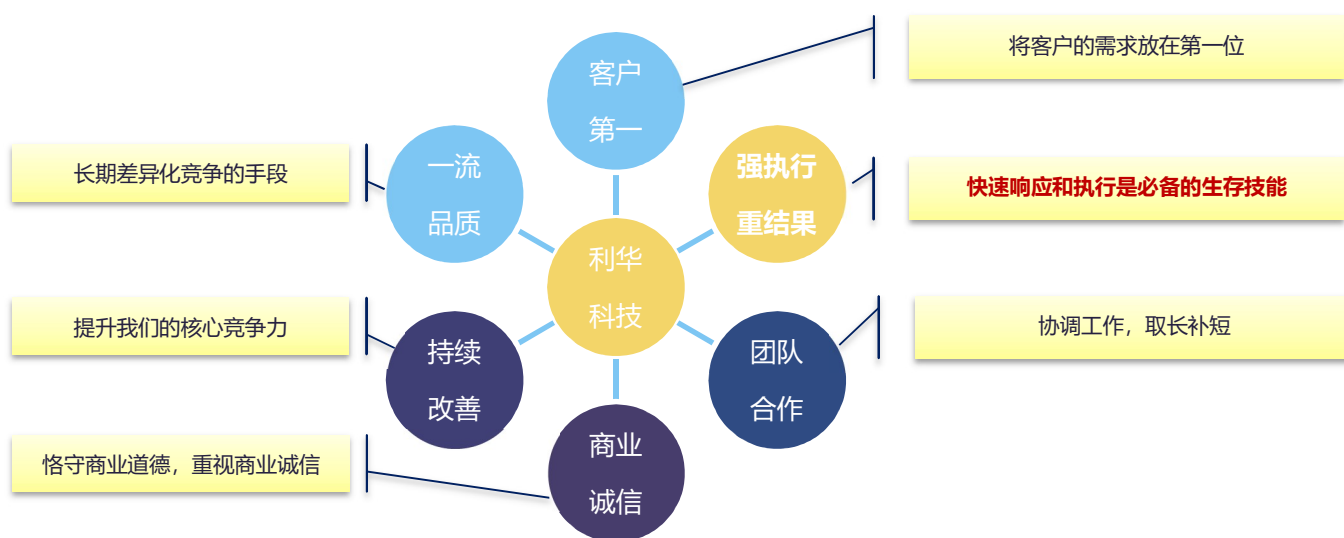 客户
第一
将客户的需求放在第一位
一流
品质
长期差异化竞争的手段
强执行
重结果
快速响应和执行是必备的生存技能
利华
科技
持续
改善
提升我们的核心竞争力
团队
合作
协调工作，取长补短
商业
诚信
恪守商业道德，重视商业诚信